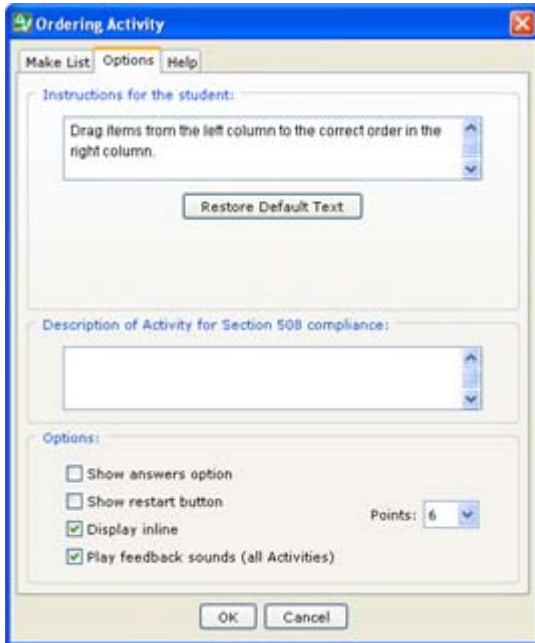 Ordering Activity
Make List Options Help
Instructions for the student:
Drag items from the left column to the correct order in the
right column.
Restore Default Text
Description of Activity for Section 508 compliance:
Options:
Show answers option
Show restart button
Points: 6
Display inline
Play feedback sounds (all Activities)
OK Cancel